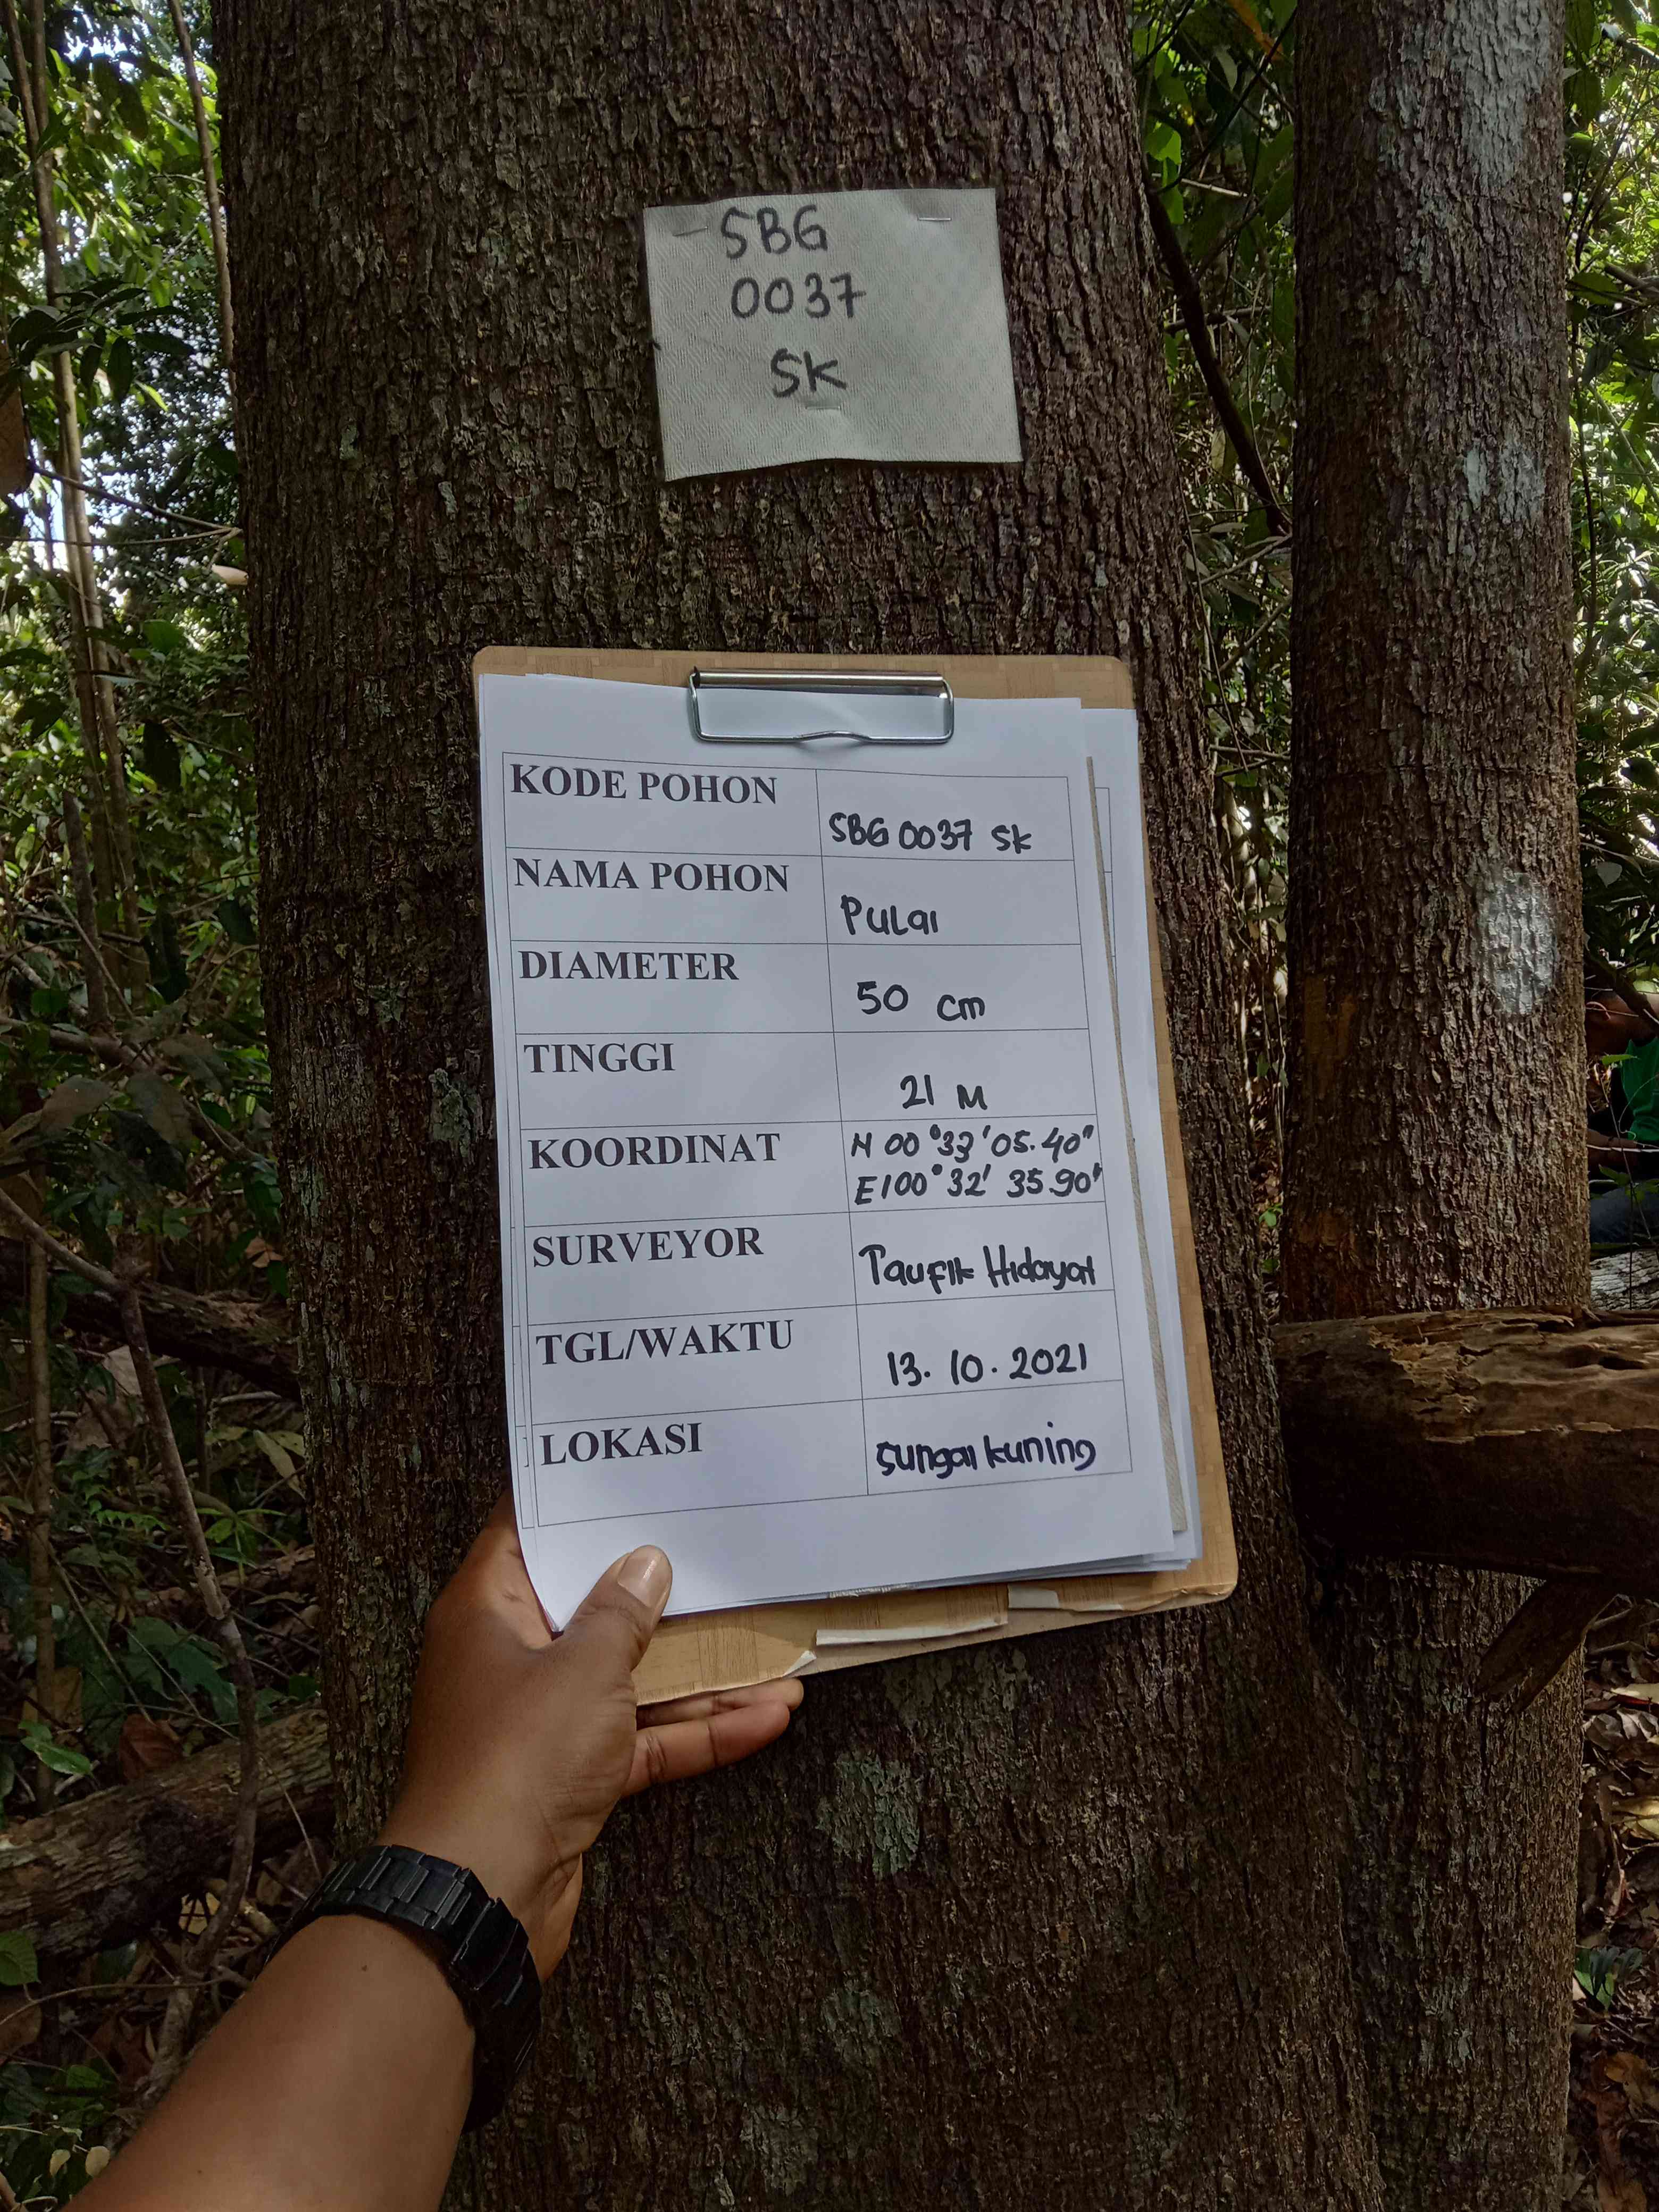 SBG
0037
SK
KODE POHON
SBG 0037 SK
NAMA POHON
Pulai
DIAMETER
50 cm
TINGGI
21 M
KOORDINAT
N 00°33'05.40"
E100°32' 35.90"
SURVEYOR
Taufik Hidayat
TGL/WAKTU
13. 10. 2021
LOKASI
Sungai kuning